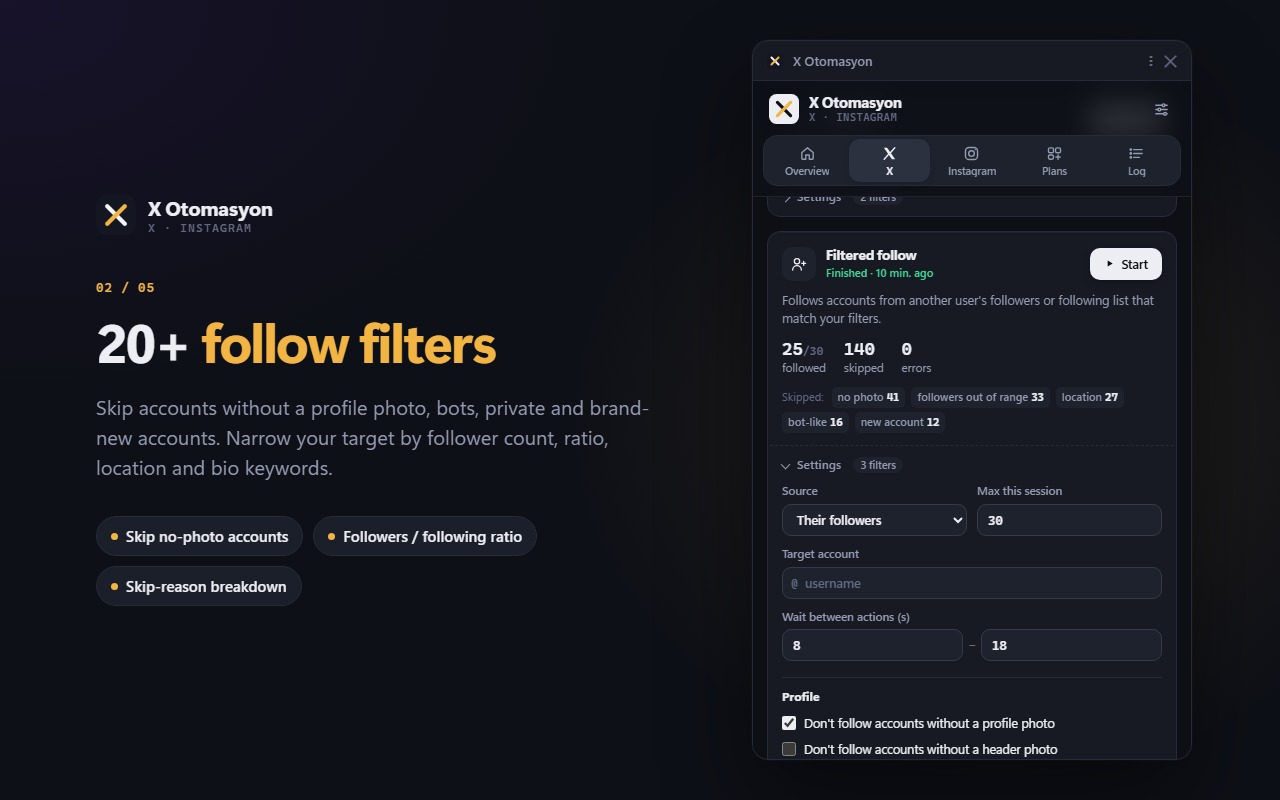 X Otomasyon
X · INSTAGRAM
02 / 05
20+ follow filters
Skip accounts without a profile photo, bots, private and brand-
new accounts. Narrow your target by follower count, ratio,
location and bio keywords.
Skip no-photo accounts
Followers / following ratio
Skip-reason breakdown
X Otomasyon
X Otomasyon
X · INSTAGRAM
Overview
X
Instagram
Plans
Log
Settings 2 filters
Filtered follow
Finished · 10 min. ago
Start
Follows accounts from another user's followers or following list that
match your filters.
25/30 140 0
followed skipped errors
Skipped: no photo 41 followers out of range 33 location 27
bot-like 16 new account 12
Settings 3 filters
Source Max this session
Their followers 30
Target account
@ username
Wait between actions (s)
8 – 18
Profile
Don't follow accounts without a profile photo
Don't follow accounts without a header photo